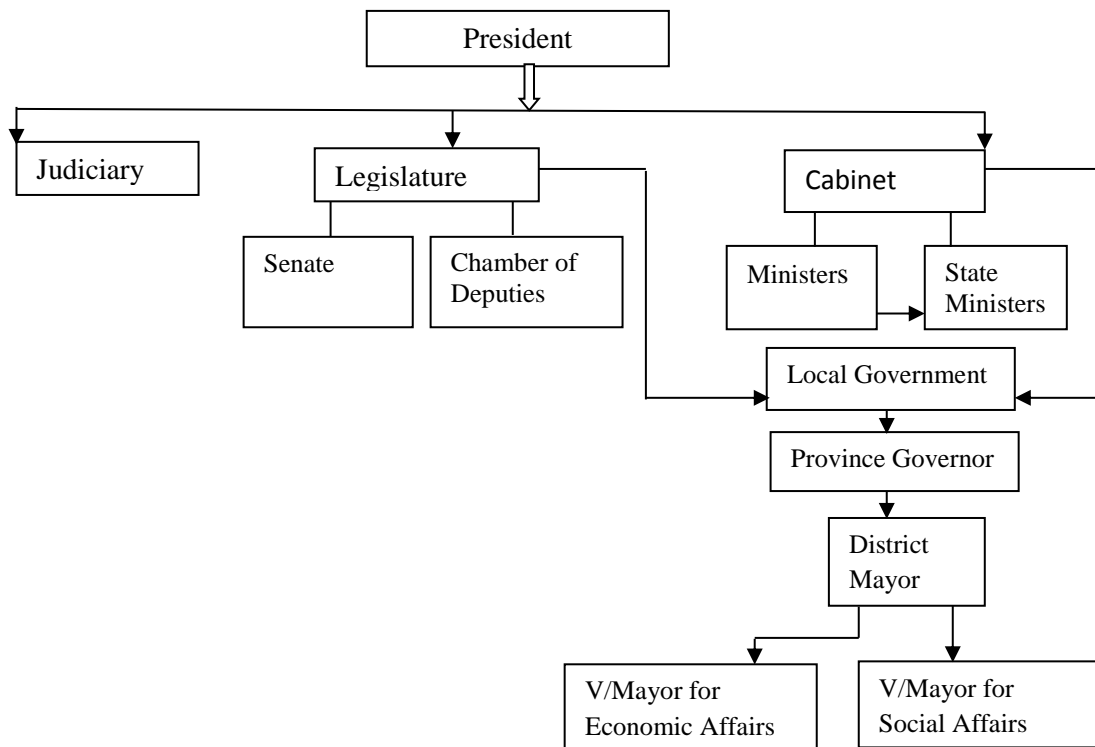 President
Judiciary
Legislature
Cabinet
Senate
Chamber of
Deputies
Ministers
State
Ministers
Local Government
Province Governor
District
Mayor
V/Mayor for
Economic Affairs
V/Mayor for
Social Affairs